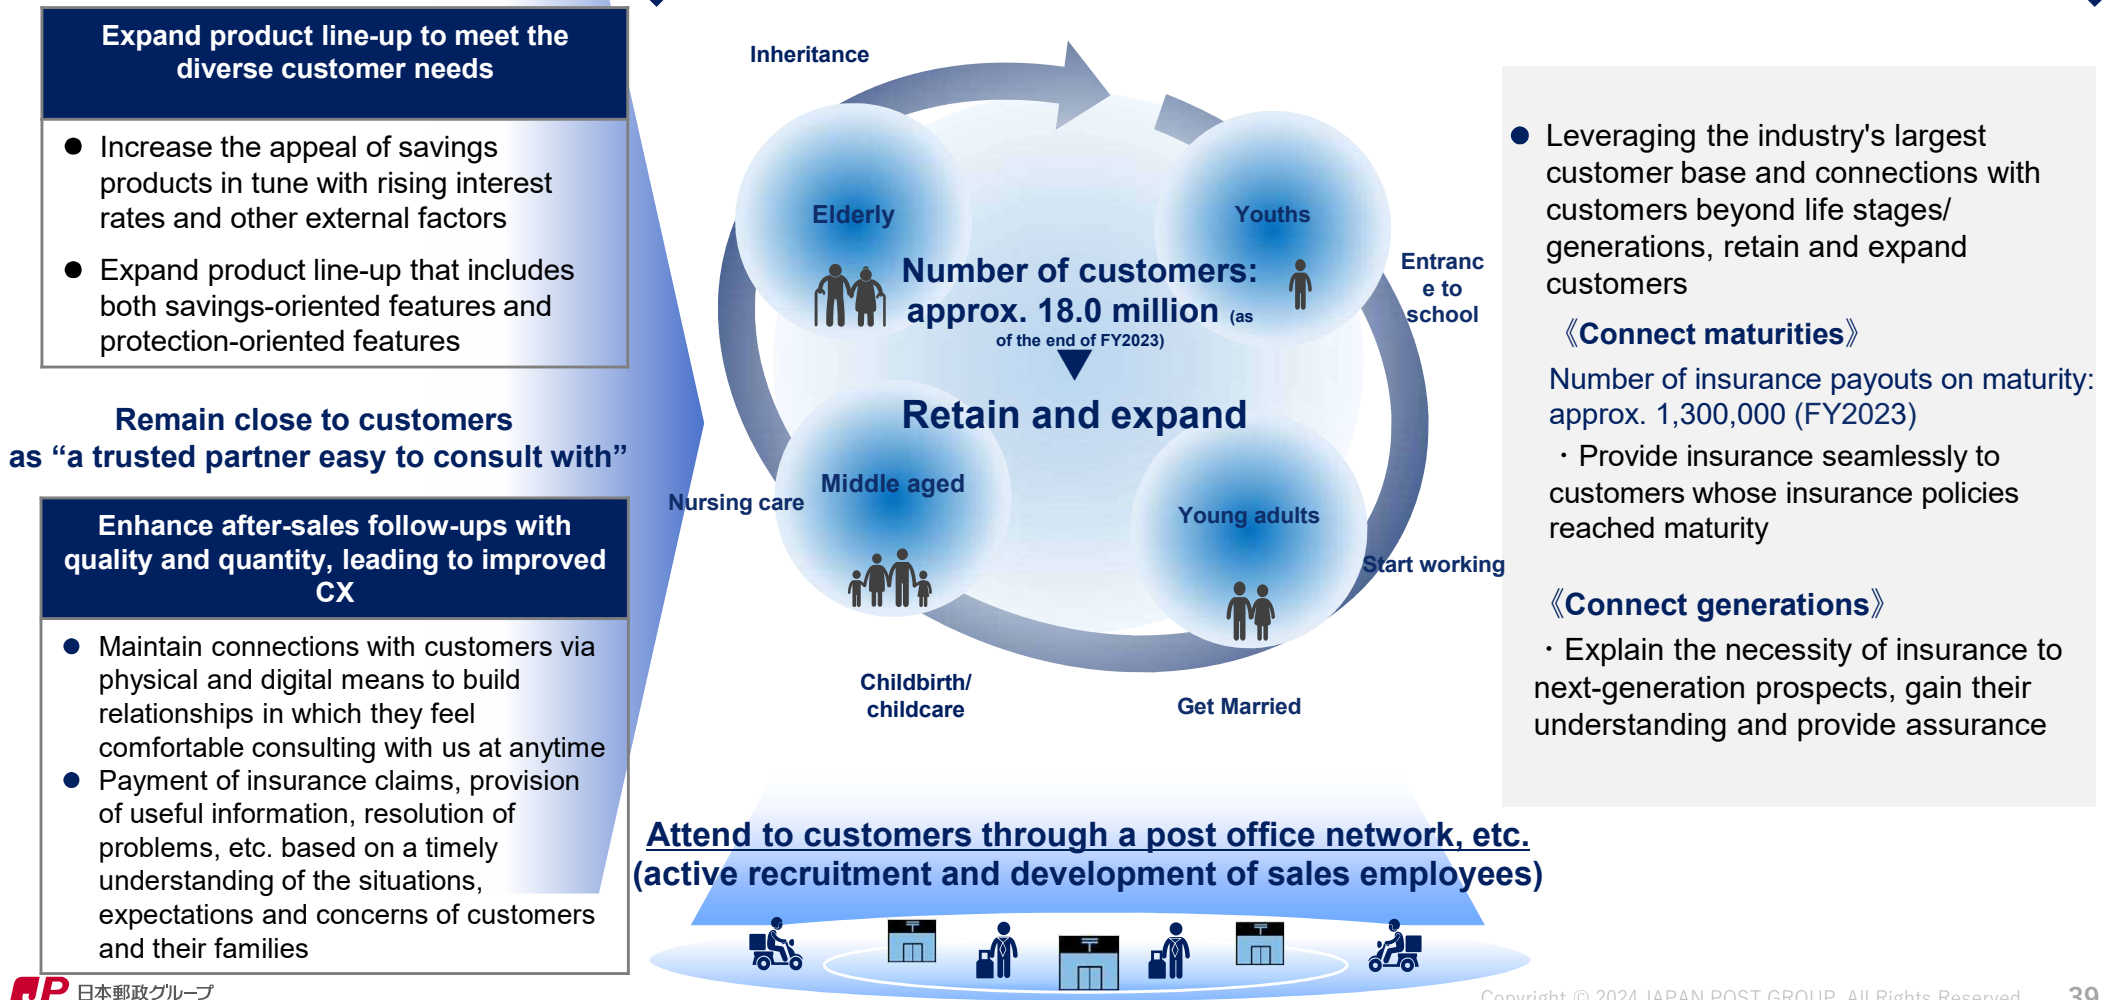 Expand product line-up to meet the
diverse customer needs
● Increase the appeal of savings
products in tune with rising interest
rates and other external factors
● Expand product line-up that includes
both savings-oriented features and
protection-oriented features
Remain close to customers
as “a trusted partner easy to consult with”
Enhance after-sales follow-ups with
quality and quantity, leading to improved
CX
● Maintain connections with customers via
physical and digital means to build
relationships in which they feel
comfortable consulting with us at anytime
● Payment of insurance claims, provision
of useful information, resolution of
problems, etc. based on a timely
understanding of the situations,
expectations and concerns of customers
and their families
Inheritance
Elderly
Youths
Number of customers:
approx. 18.0 million (as
of the end of FY2023)
Retain and expand
Entranc
e to
school
Middle aged
Nursing care
Young adults
Start working
Childbirth/
childcare
Get Married
Attend to customers through a post office network, etc.
(active recruitment and development of sales employees)
● Leveraging the industry's largest
customer base and connections with
customers beyond life stages/
generations, retain and expand
customers
《Connect maturities》
Number of insurance payouts on maturity:
approx. 1,300,000 (FY2023)
・Provide insurance seamlessly to
customers whose insurance policies
reached maturity
《Connect generations》
・Explain the necessity of insurance to
next-generation prospects, gain their
understanding and provide assurance
JP 日本郵政グループ
Copyright © 2024 JAPAN POST GROUP. All Rights Reserved.
39